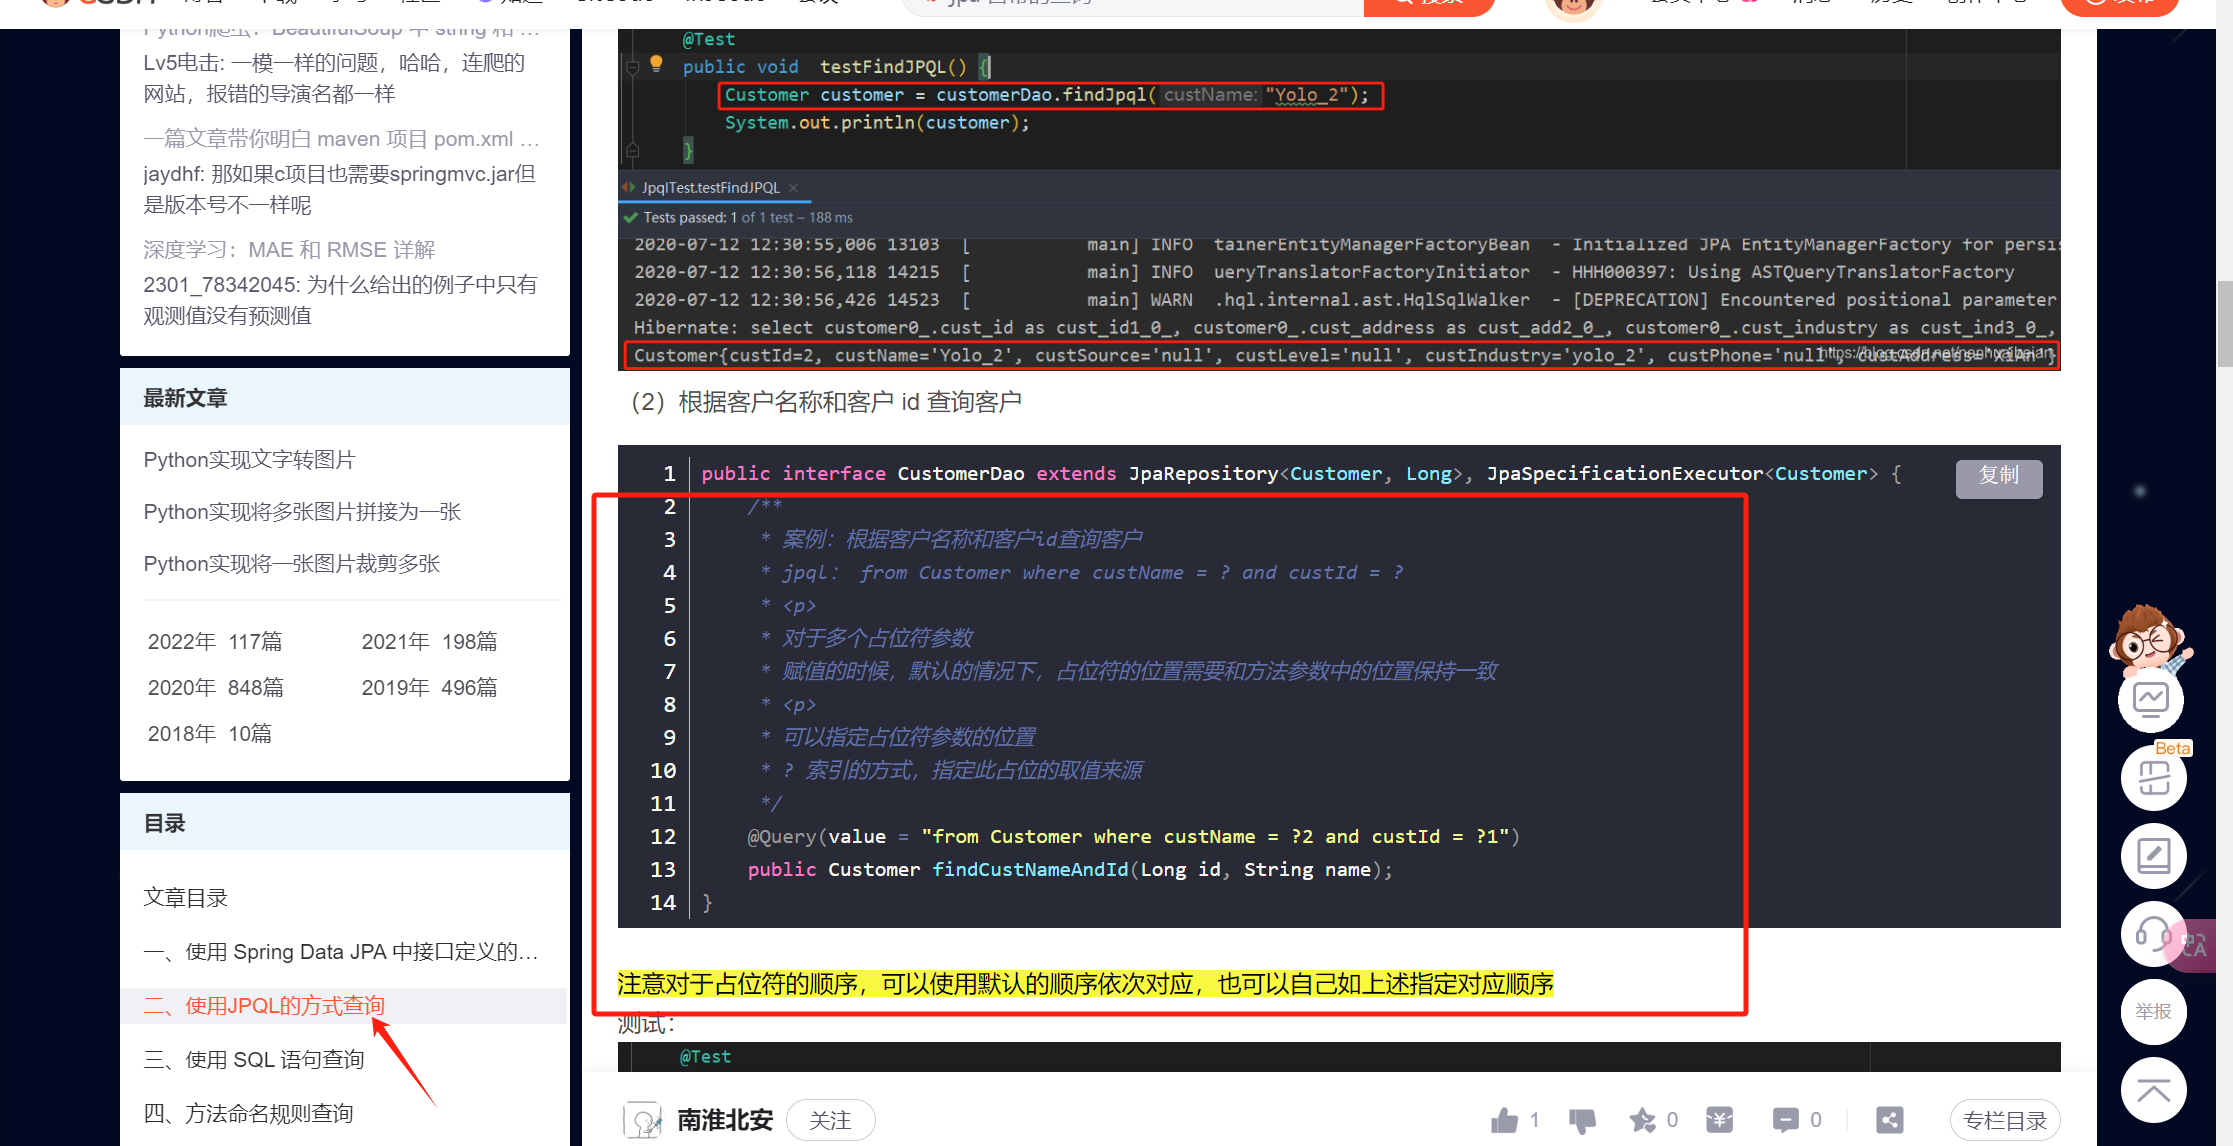 搜索
Python爬虫：BeautifulSoup 中 string 和 …
Lv5电击: 一模一样的问题，哈哈，连爬的
网站，报错的导演名都一样
一篇文章带你明白 maven 项目 pom.xml …
jaydhf: 那如果c项目也需要springmvc.jar但
是版本号不一样呢
深度学习：MAE 和 RMSE 详解
2301_78342045: 为什么给出的例子中只有
观测值没有预测值
最新文章
Python实现文字转图片
Python实现将多张图片拼接为一张
Python实现将一张图片裁剪多张
2022年 117篇
2021年 198篇
2020年 848篇
2019年 496篇
2018年 10篇
目录
文章目录
一、使用 Spring Data JPA 中接口定义的…
二、使用JPQL的方式查询
三、使用 SQL 语句查询
四、方法命名规则查询
@Test
public void testFindJPQL() {
Customer customer = customerDao.findJpql( custName: "Yolo_2");
System.out.println(customer);
}
JpqlTest.testFindJPQL ×
Tests passed: 1 of 1 test – 188 ms
2020-07-12 12:30:55,006 13103 [ main] INFO tainerEntityManagerFactoryBean - Initialized JPA EntityManagerFactory for persis
2020-07-12 12:30:56,118 14215 [ main] INFO ueryTranslatorFactoryInitiator - HHH000397: Using ASTQueryTranslatorFactory
2020-07-12 12:30:56,426 14523 [ main] WARN .hql.internal.ast.HqlSqlWalker - [DEPRECATION] Encountered positional parameter
Hibernate: select customer0_.cust_id as cust_id1_0_, customer0_.cust_address as cust_add2_0_, customer0_.cust_industry as cust_ind3_0_,
Customer{custId=2, custName='Yolo_2', custSource='null', custLevel='null', custIndustry='yolo_2', custPhone='null', custAddress='XiAn'}
（2）根据客户名称和客户 id 查询客户
复制
1 public interface CustomerDao extends JpaRepository<Customer, Long>, JpaSpecificationExecutor<Customer> {
2 /**
3 * 案例：根据客户名称和客户id查询客户
4 * jpql： from Customer where custName = ? and custId = ?
5 * <p>
6 * 对于多个占位符参数
7 * 赋值的时候，默认的情况下，占位符的位置需要和方法参数中的位置保持一致
8 * <p>
9 * 可以指定占位符参数的位置
10 * ? 索引的方式，指定此占位的取值来源
11 */
12 @Query(value = "from Customer where custName = ?2 and custId = ?1")
13 public Customer findCustNameAndId(Long id, String name);
14 }
注意对于占位符的顺序，可以使用默认的顺序依次对应，也可以自己如上述指定对应顺序
测试：
@Test
南淮北安
关注
1
0
0
专栏目录
Beta
举报